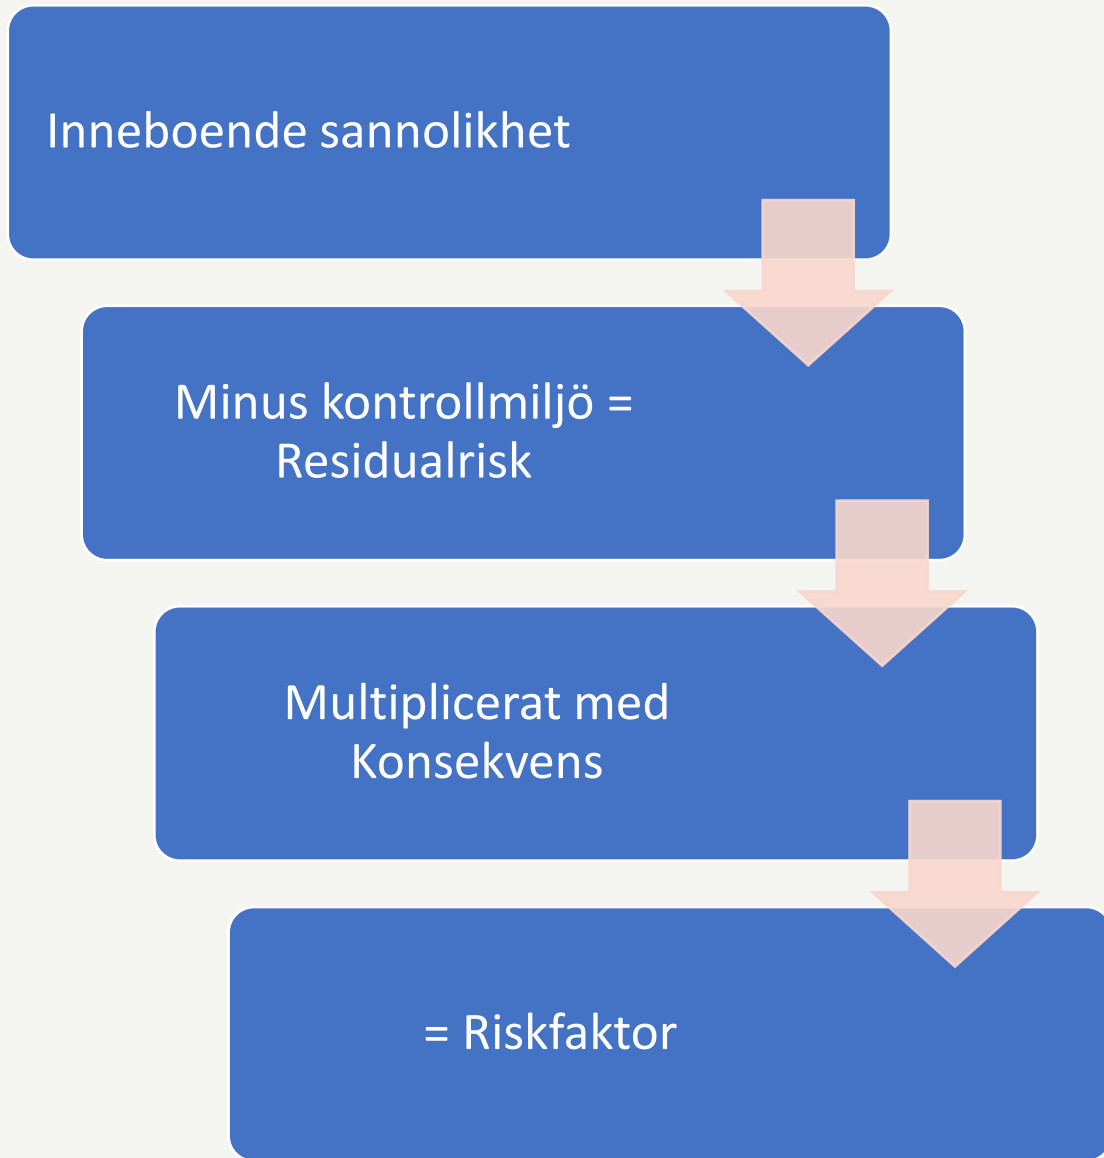 Inneboende sannolikhet
Minus kontrollmiljö =
Residualrisk
Multiplicerat med
Konsekvens
= Riskfaktor